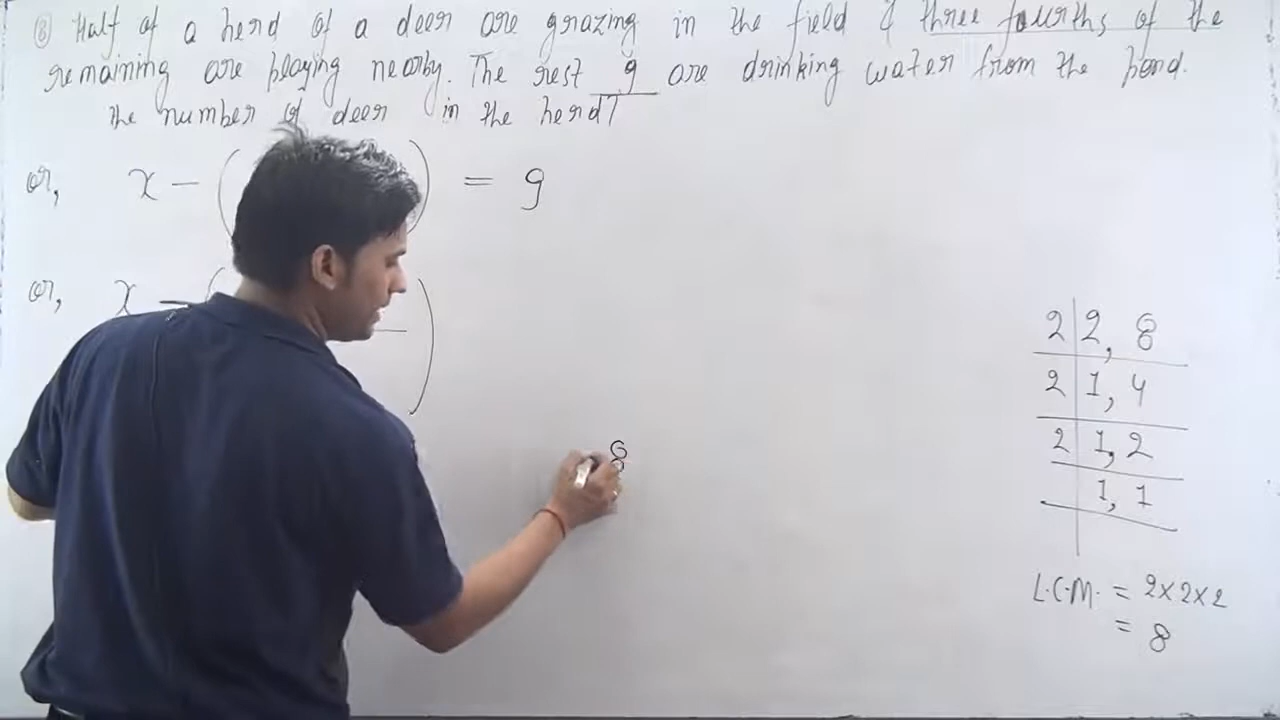 ⑧ Half of a herd of a deer are grazing in the field & three fourths of the
remaining are playing nearby. The rest 9 are drinking water from the pond.
the number of deer in the herd?
or, x - ( ) = 9
or, x - ( )
2 | 2, 8
2 | 1, 4
2 | 1, 2
1, 1
8
L.C.M. = 2×2×2
= 8